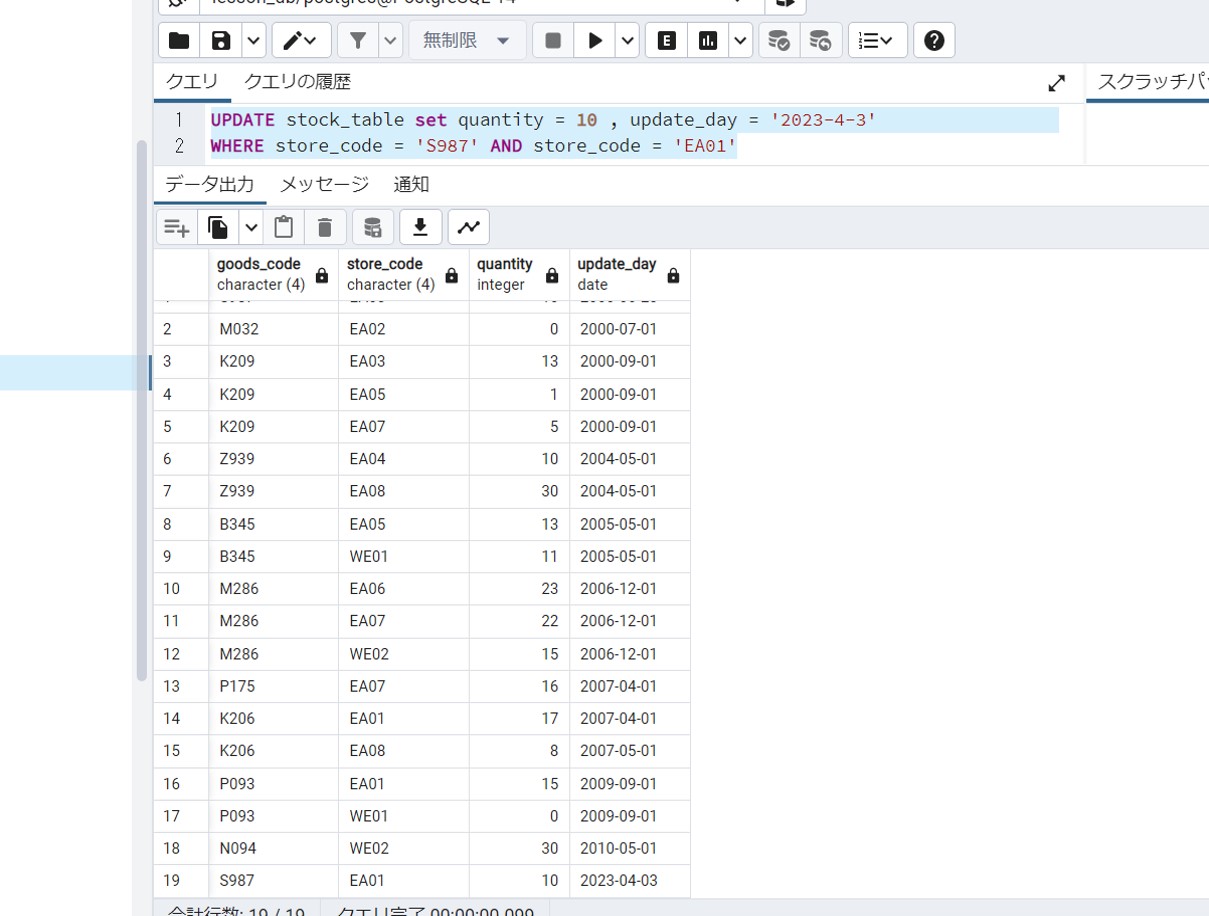 無制限
クエリ クエリの履歴
スクラッチパ
1 UPDATE stock_table set quantity = 10 , update_day = '2023-4-3'
2 WHERE store_code = 'S987' AND store_code = 'EA01'
データ出力 メッセージ 通知
goods_code store_code quantity update_day
character (4) character (4) integer date
2 M032 EA02 0 2000-07-01
3 K209 EA03 13 2000-09-01
4 K209 EA05 1 2000-09-01
5 K209 EA07 5 2000-09-01
6 Z939 EA04 10 2004-05-01
7 Z939 EA08 30 2004-05-01
8 B345 EA05 13 2005-05-01
9 B345 WE01 11 2005-05-01
10 M286 EA06 23 2006-12-01
11 M286 EA07 22 2006-12-01
12 M286 WE02 15 2006-12-01
13 P175 EA07 16 2007-04-01
14 K206 EA01 17 2007-04-01
15 K206 EA08 8 2007-05-01
16 P093 EA01 15 2009-09-01
17 P093 WE01 0 2009-09-01
18 N094 WE02 30 2010-05-01
19 S987 EA01 10 2023-04-03
合計行数: 19 / 19 クエリ完了 00:00:00.099